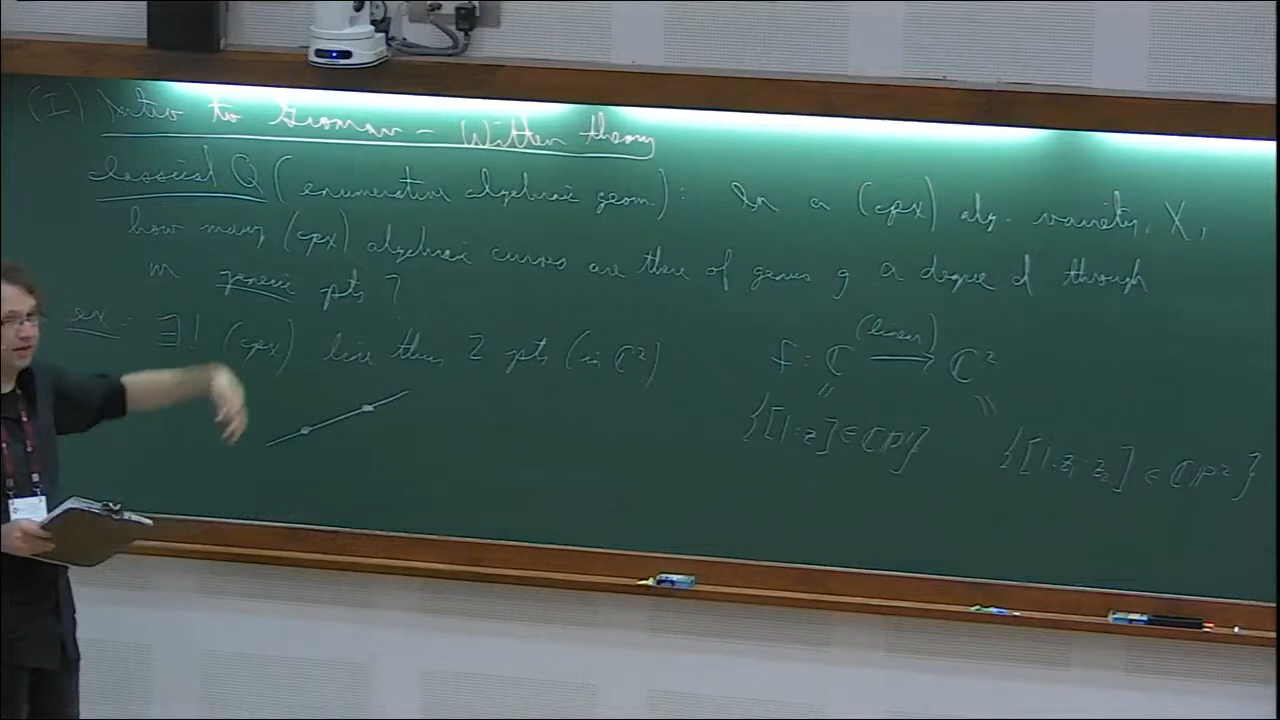 (I) Intro to Gromov - Witten theory
classical Q (enumerative algebraic geom.): In a (cpx) alg. variety, X,
how many (cpx) algebraic curves are there of genus g a degree d through
m generic pts ?
ex: ∃! (cpx) line thru 2 pts (in ℂ²)
f: ℂ (linear) → ℂ²
{[1:z] ∈ ℂP¹} {[1:z₁:z₂] ∈ ℂP²}